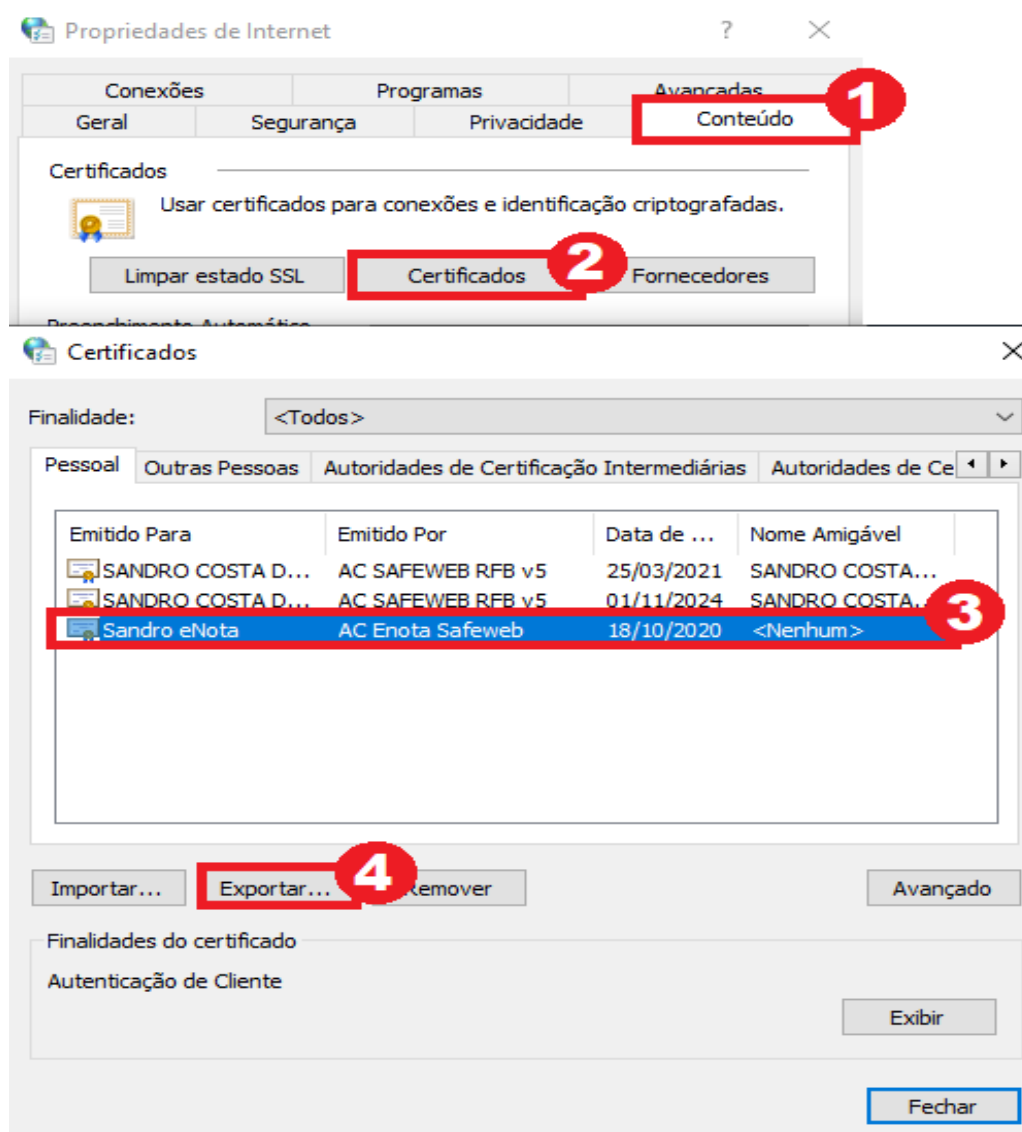 Propriedades de Internet ? ×
Conexões Programas Avançadas
Geral Segurança Privacidade Conteúdo 1
Certificados
Usar certificados para conexões e identificação criptografadas.
Limpar estado SSL Certificados 2 Fornecedores
Preenchimento Automático
Certificados
Finalidade: <Todos>
Pessoal Outras Pessoas Autoridades de Certificação Intermediárias Autoridades de Ce
Emitido Para Emitido Por Data de ... Nome Amigável
SANDRO COSTA D... AC SAFEWEB RFB v5 25/03/2021 SANDRO COSTA...
SANDRO COSTA D... AC SAFEWEB RFB v5 01/11/2024 SANDRO COSTA...
Sandro eNota AC Enota Safeweb 18/10/2020 <Nenhum> 3
Importar... Exportar... 4 Remover Avançado
Finalidades do certificado
Autenticação de Cliente
Exibir
Fechar